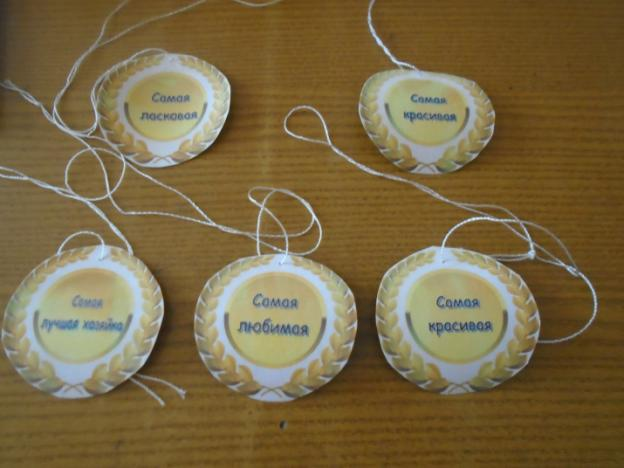 Самая
ласковая
Самая
красивая
Самая
лучшая хозяйка
Самая
любимая
Самая
красивая